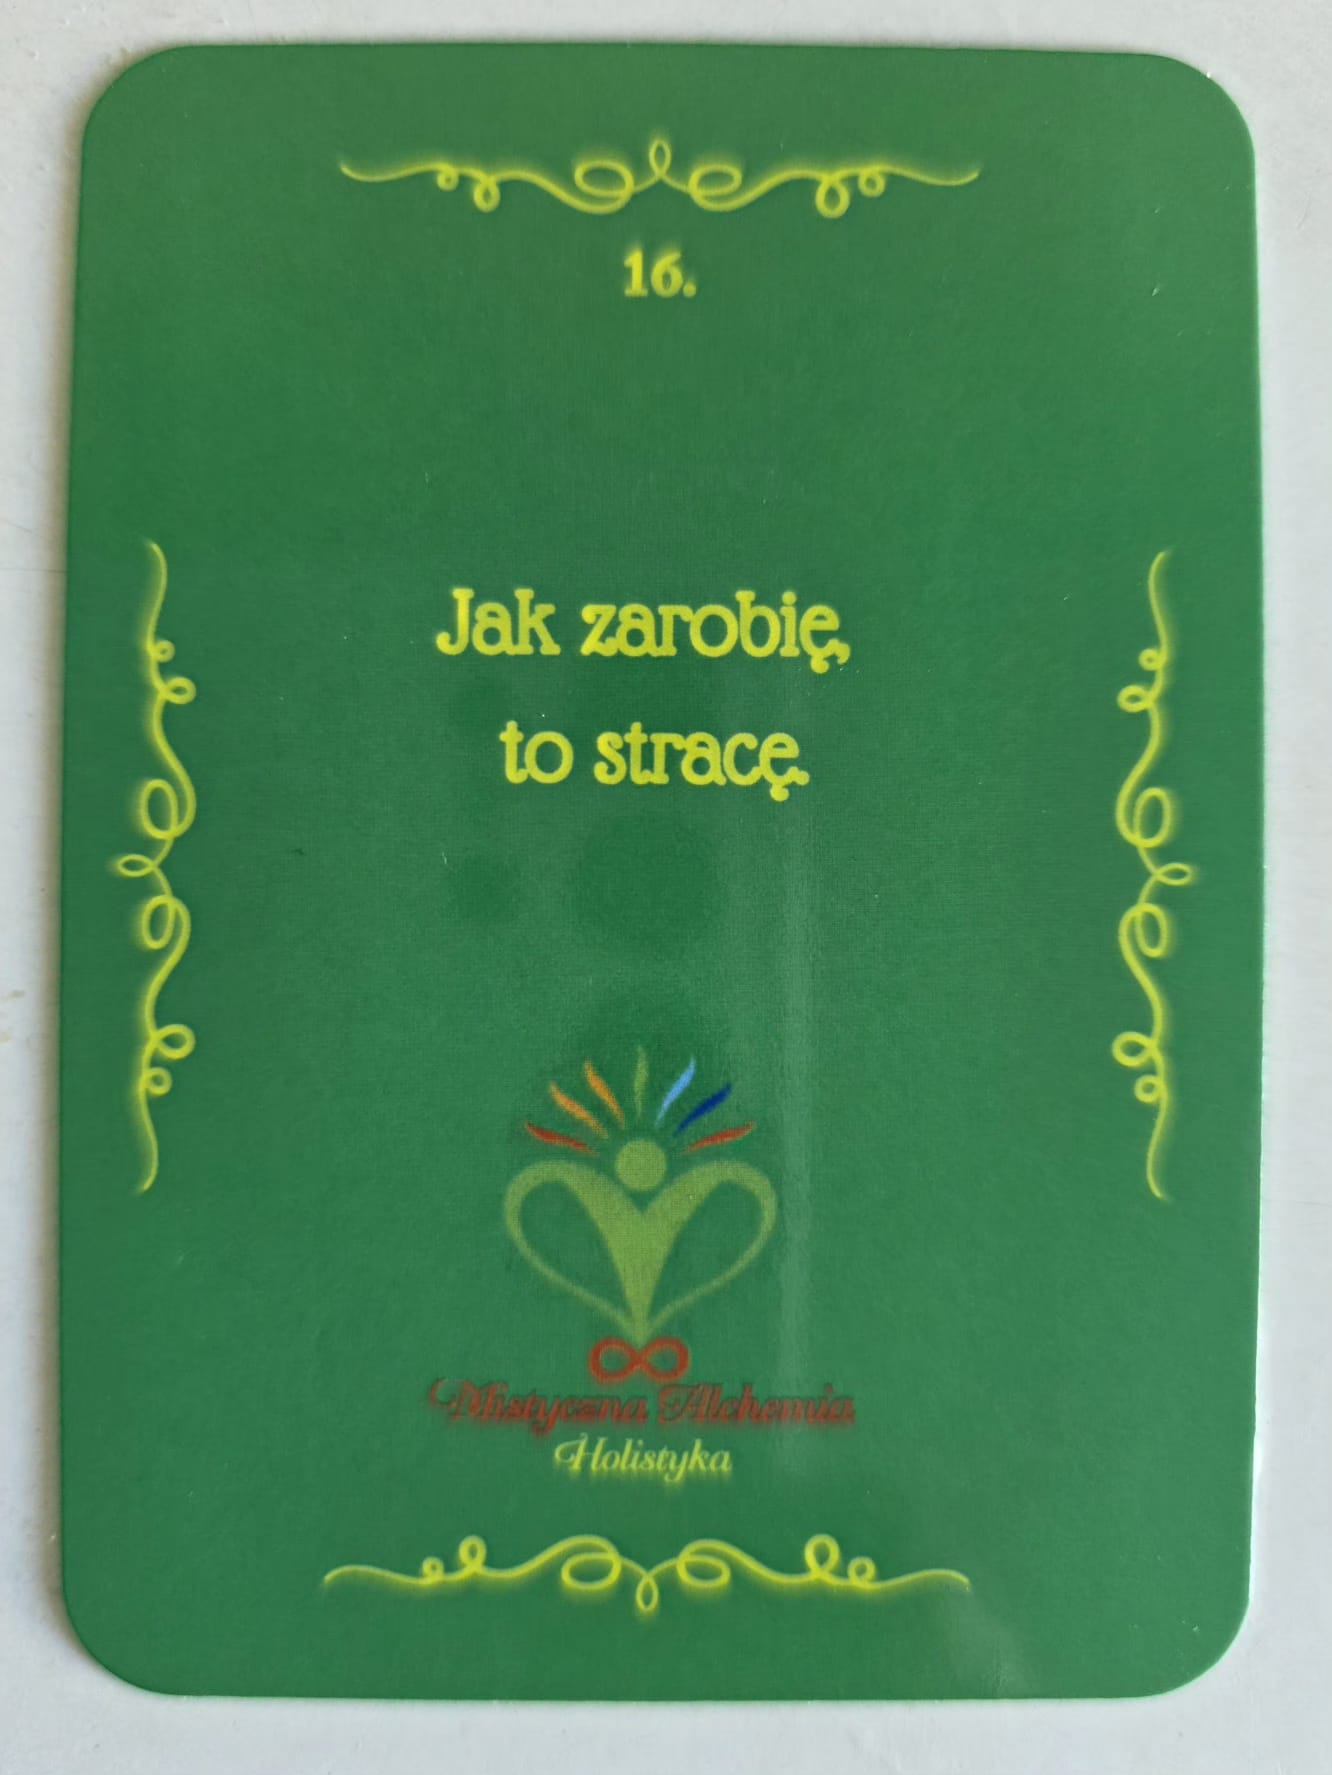 16.
Jak zarobię,
to stracę.
Mistyczna Alchemia
Holistyka